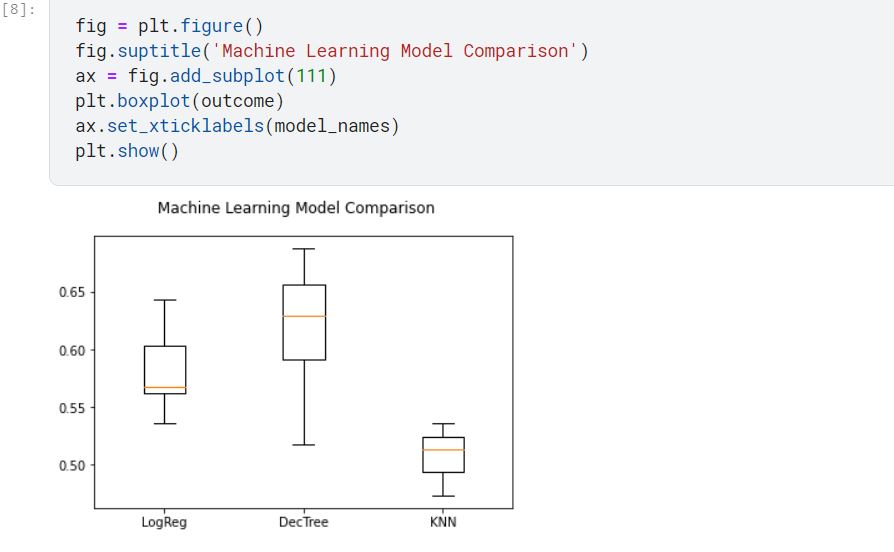 [8]:
fig = plt.figure()
fig.suptitle('Machine Learning Model Comparison')
ax = fig.add_subplot(111)
plt.boxplot(outcome)
ax.set_xticklabels(model_names)
plt.show()
Machine Learning Model Comparison
0.65
0.60
0.55
0.50
LogReg DecTree KNN